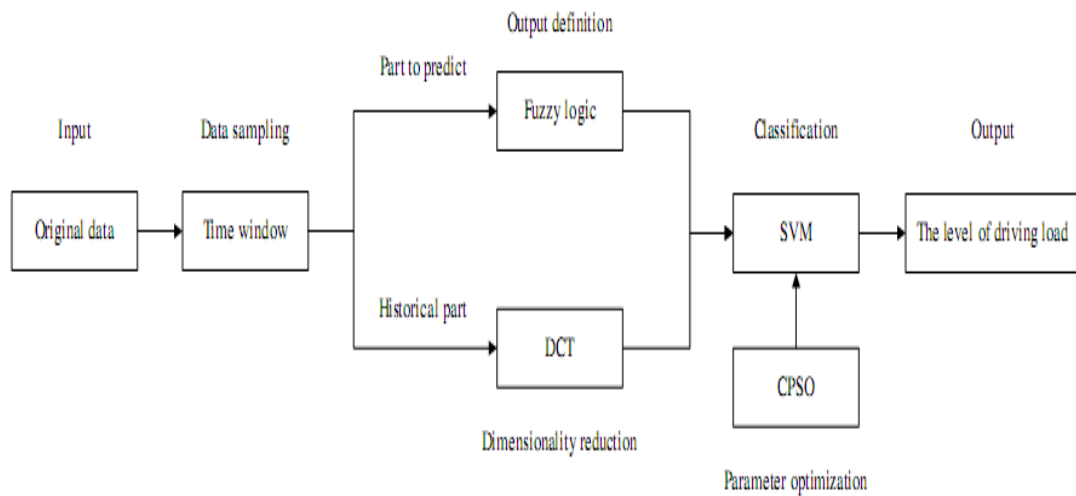 Output definition
Part to predict
Fuzzy logic
Input
Data sampling
Classification
Output
Original data
Time window
SVM
The level of driving load
Historical part
DCT
CPSO
Dimensionality reduction
Parameter optimization